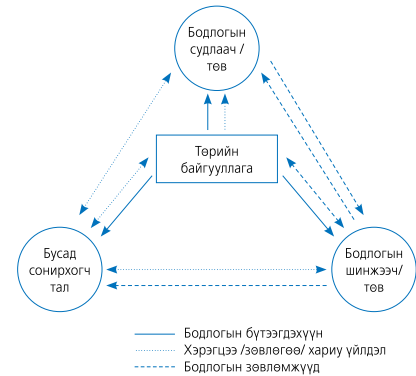 Бодлогын
судлаач /
төв
Төрийн
байгууллага
Бусад
сонирхогч
тал
Бодлогын
шинжээч/
төв
Бодлогын бүтээгдэхүүн
Хэрэгцээ /зөвлөгөө/ хариу үйлдэл
Бодлогын зөвлөмжүүд